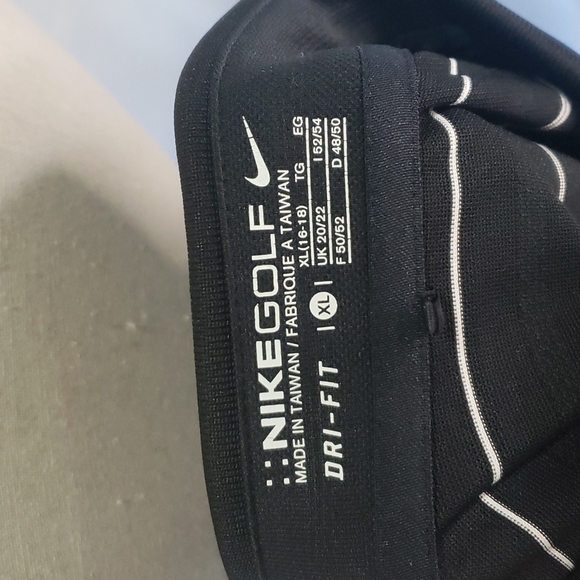 NIKEGOLF
MADE IN TAIWAN / FABRIQUE A TAIWAN
XL(16-18) TG EG
UK 20/22 I 52/54
F 50/52 D 48/50
DRI-FIT XL